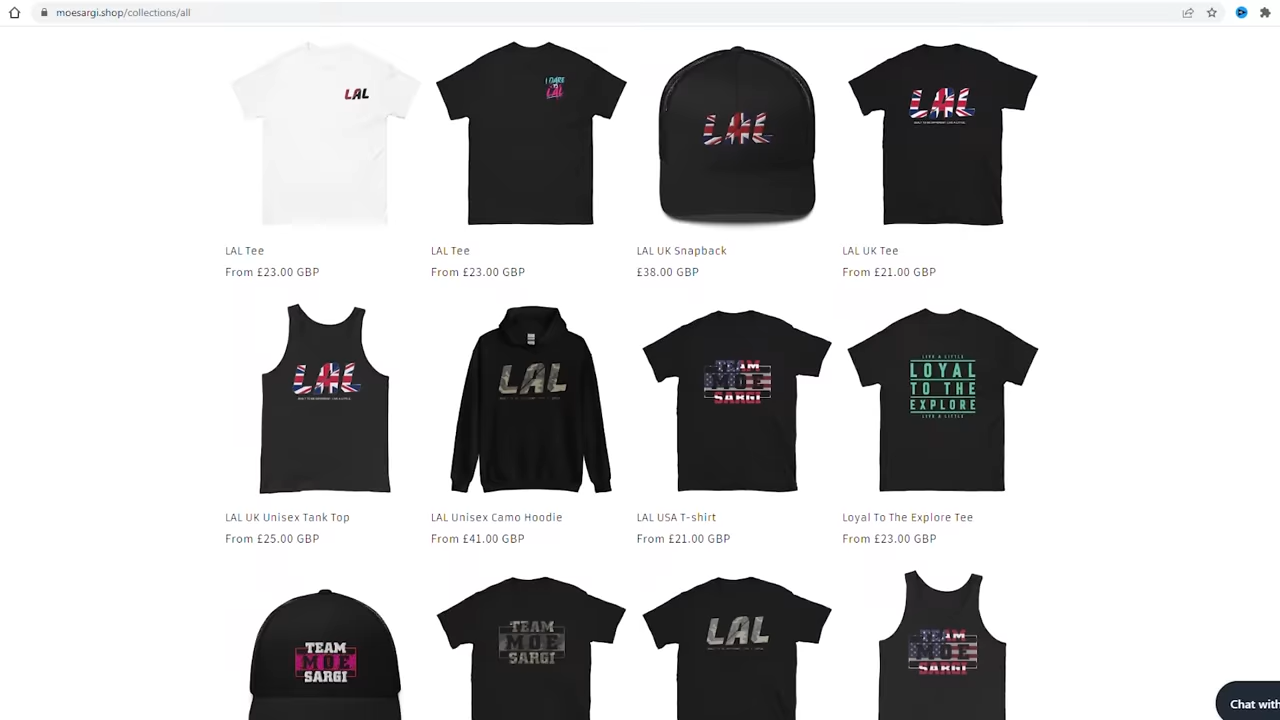 moesargi.shop/collections/all
LAL
I DARE
LAL
LAL
LAL
LAL Tee
From £23.00 GBP
LAL Tee
From £23.00 GBP
LAL UK Snapback
£38.00 GBP
LAL UK Tee
From £21.00 GBP
LAL
LAL
TEAM
MOE
SARGI
LIVE A LITTLE
LOYAL
TO THE
EXPLORE
LIVE A LITTLE
LAL UK Unisex Tank Top
From £25.00 GBP
LAL Unisex Camo Hoodie
From £41.00 GBP
LAL USA T-shirt
From £21.00 GBP
Loyal To The Explore Tee
From £23.00 GBP
TEAM
MOE
SARGI
TEAM
MOE
SARGI
LAL
TEAM
MOE
SARGI
Chat with